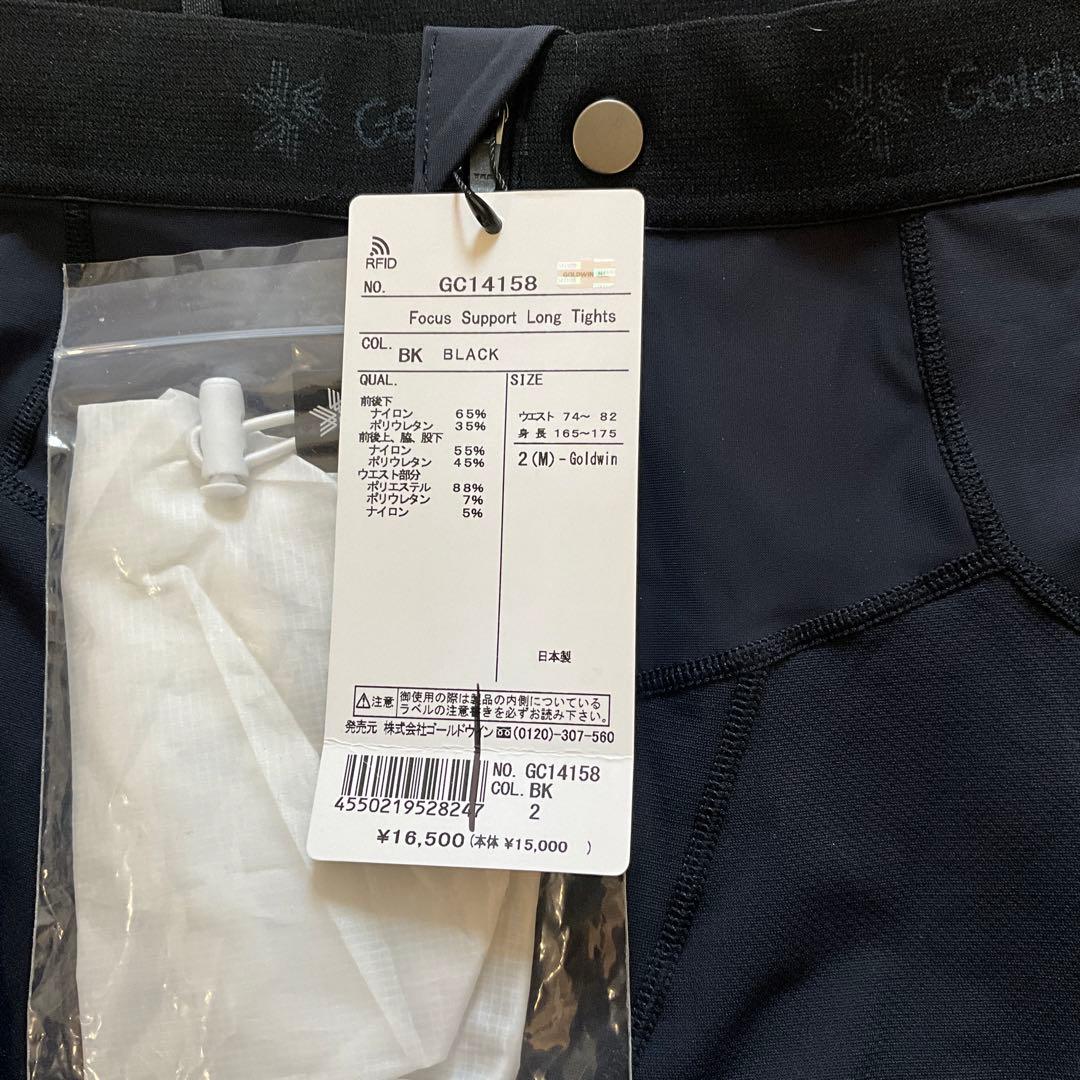 Go
Goldw
RFID
NO. GC14158
GOLDWIN
Focus Support Long Tights
COL. BK BLACK
QUAL.
前後下
ナイロン 65%
ポリウレタン 35%
前後上、脇、股下
ナイロン 55%
ポリウレタン 45%
ウエスト部分
ポリエステル 88%
ポリウレタン 7%
ナイロン 5%
SIZE
ウエスト 74〜 82
身長 165〜175
2(M)-Goldwin
日本製
注意 御使用の際は製品の内側についている
ラベルの注意書きを必ずお読み下さい。
発売元 株式会社ゴールドウイン (0120)-307-560
4550219528247
NO. GC14158
COL. BK
2
¥16,500 (本体 ¥15,000 )